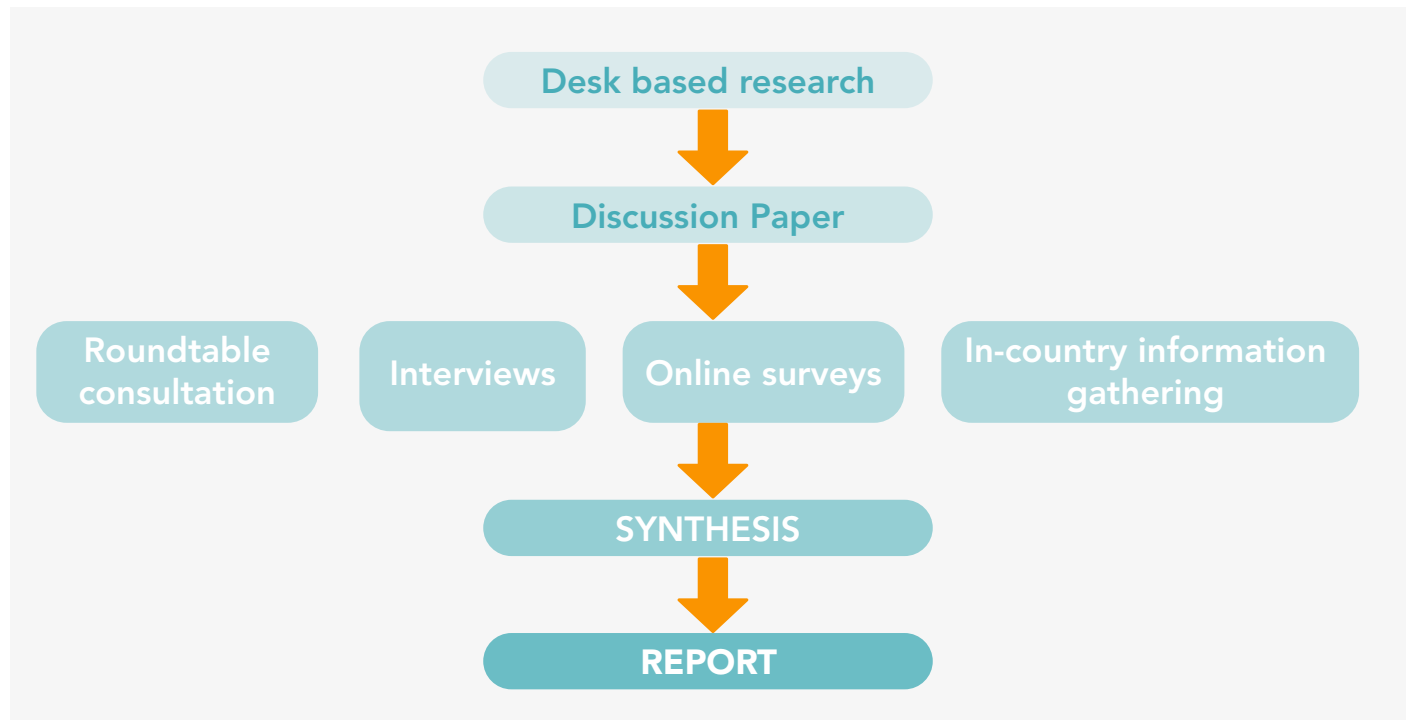 Desk based research
Discussion Paper
Roundtable
consultation
Interviews
Online surveys
In-country information
gathering
SYNTHESIS
REPORT